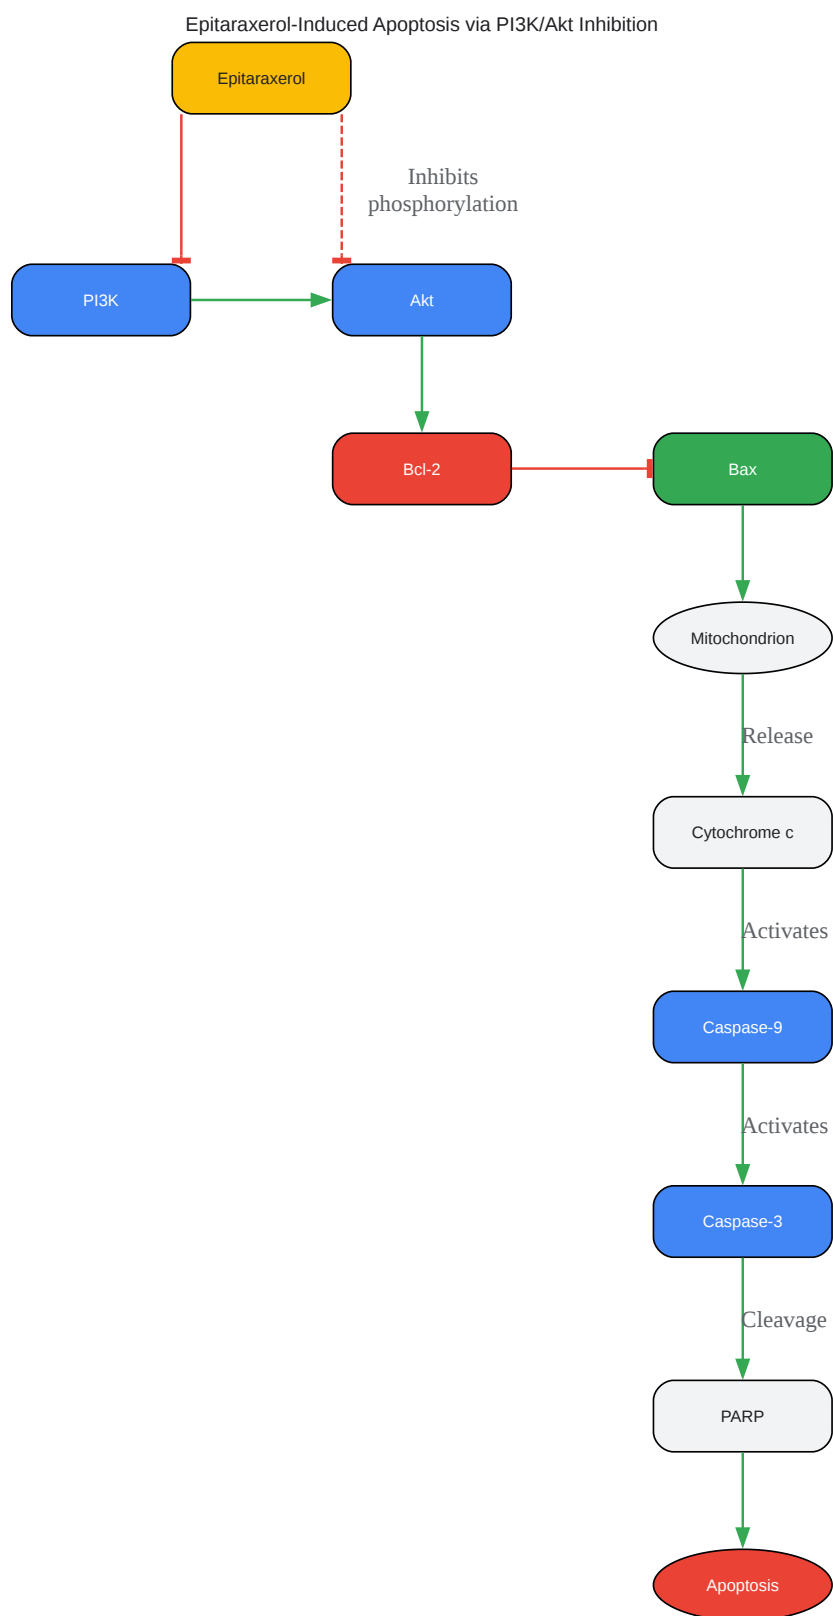 Epitaraxerol-Induced Apoptosis via PI3K/Akt Inhibition
Epitaraxerol
Inhibits
phosphorylation
PI3K
Akt
Bcl-2
Bax
Mitochondrion
Release
Cytochrome c
Activates
Caspase-9
Activates
Caspase-3
Cleavage
PARP
Apoptosis